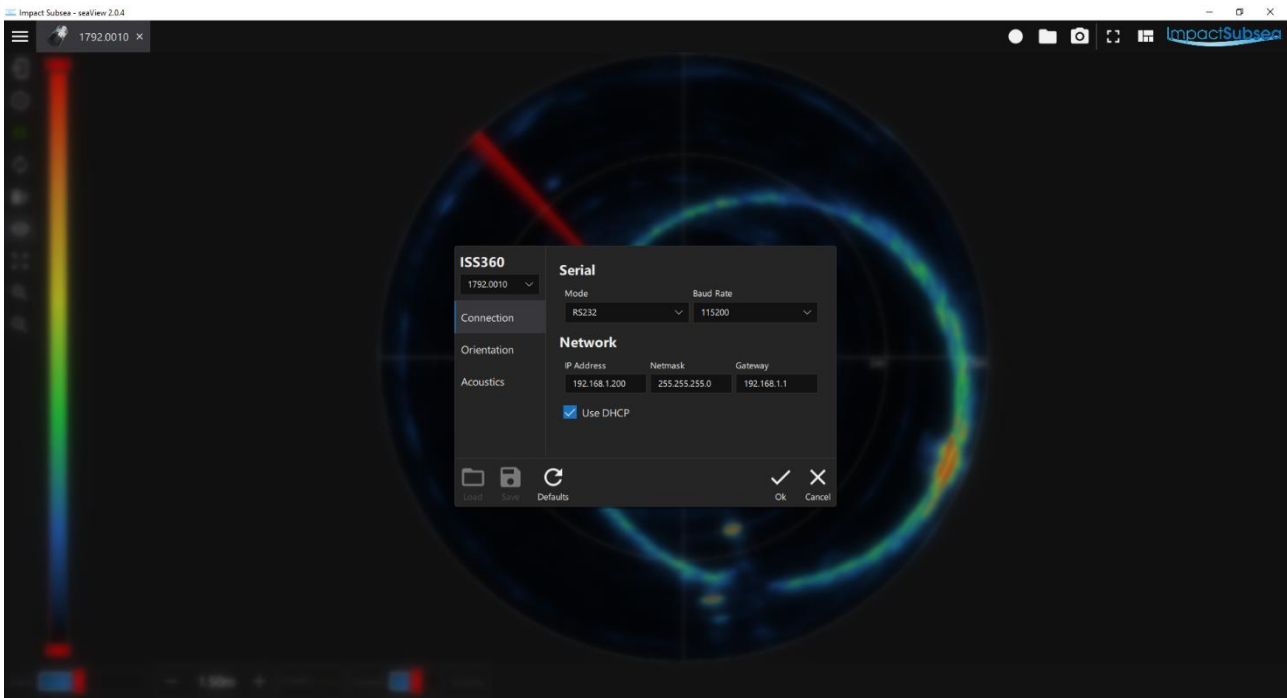 Impact Subsea - seaView 2.0.4
1792.0010
ImpactSubsea
ISS360
1792.0010
Connection
Orientation
Acoustics
Serial
Mode Baud Rate
RS232 115200
Network
IP Address Netmask Gateway
192.168.1.200 255.255.255.0 192.168.1.1
Use DHCP
Load Save Defaults Ok Cancel
1.50m